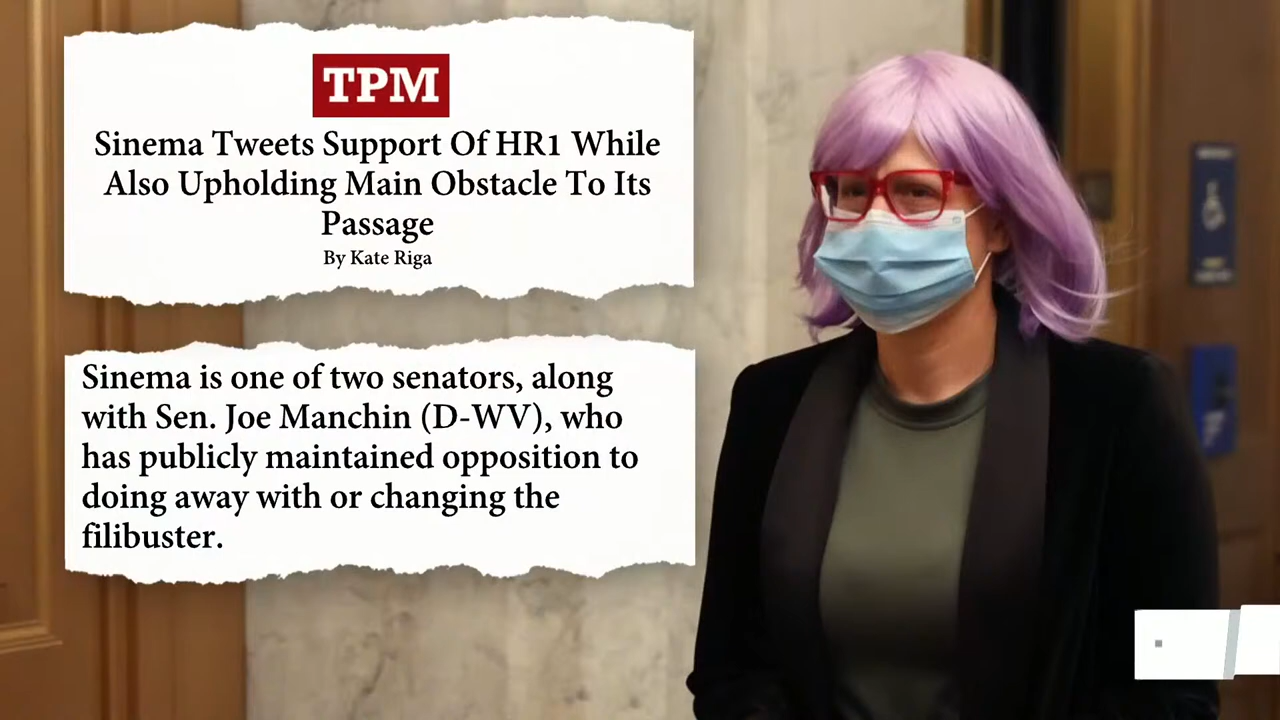 TPM
Sinema Tweets Support Of HR1 While
Also Upholding Main Obstacle To Its
Passage
By Kate Riga
Sinema is one of two senators, along
with Sen. Joe Manchin (D-WV), who
has publicly maintained opposition to
doing away with or changing the
filibuster.